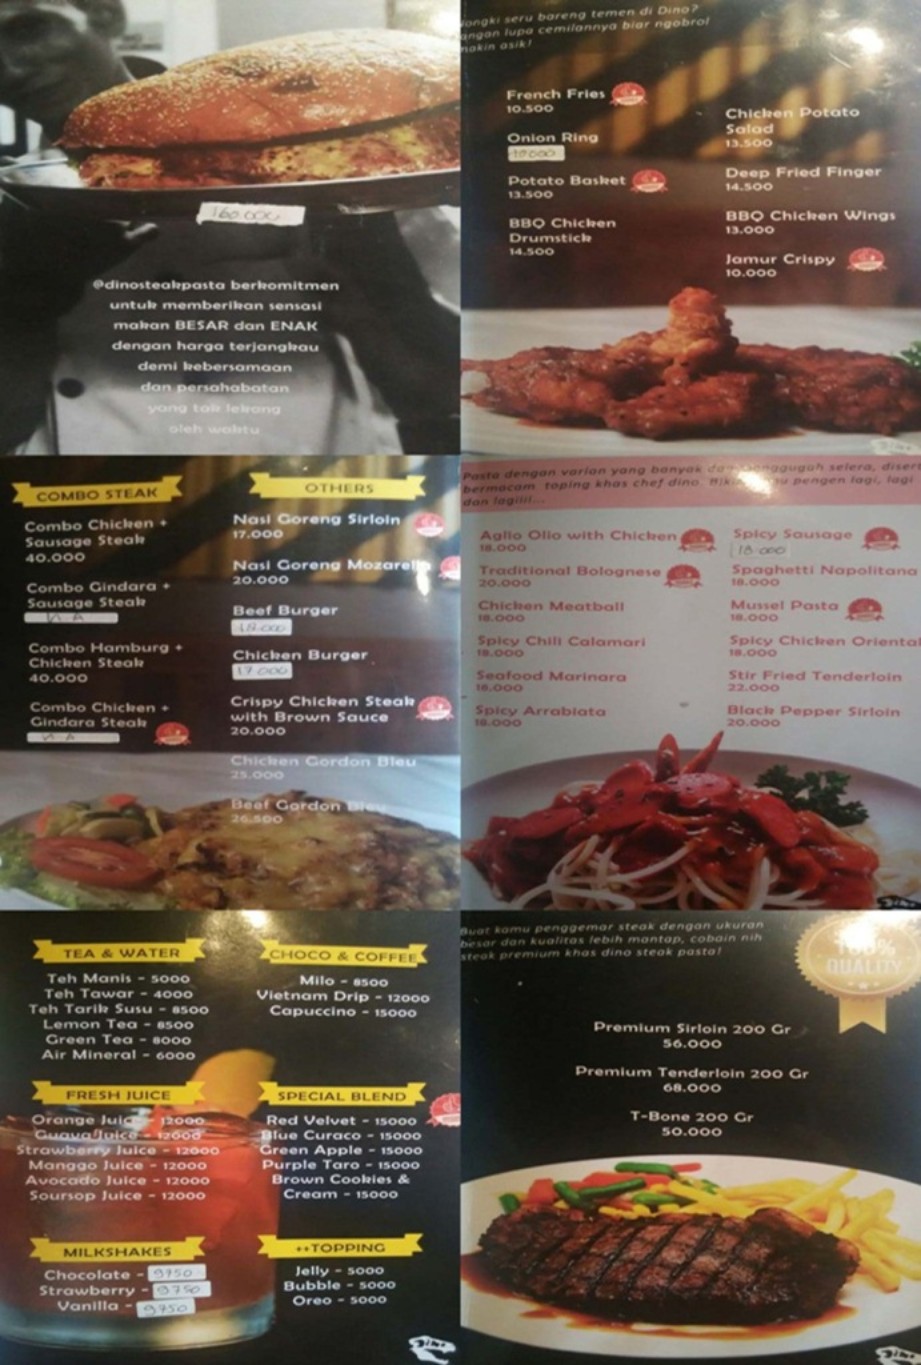 160.000
@dinosteakpasta berkomitmen
untuk memberikan sensasi
makan BESAR dan ENAK
dengan harga terjangkau
demi kebersamaan
dan persahabatan
yang tak lekang
oleh waktu
seru bareng temen di Dino?
lupa cemilannya biar ngobrol
makin asik!
French Fries
10.500
Onion Ring
Potato Basket
13.500
BBQ Chicken
Drumstick
14.500
Chicken Potato
Salad
13.500
Deep Fried Finger
14.500
BBQ Chicken Wings
13.000
Jamur Crispy
10.000
COMBO STEAK
Combo Chicken +
Sausage Steak
40.000
Combo Gindara +
Sausage Steak
N A
Combo Hamburg +
Chicken Steak
40.000
Combo Chicken +
Gindara Steak
N A
OTHERS
Nasi Goreng Sirloin
17.000
Nasi Goreng Mozarella
20.000
Beef Burger
18.000
Chicken Burger
17.000
Crispy Chicken Steak
with Brown Sauce
20.000
Chicken Gordon Bleu
25.000
Beef Gordon Bleu
26.500
Pasta dengan varian yang banyak dan menggugah selera, disert
bermacam toping khas chef dino. pengen lagi, lagi
dan lagiiii...
Aglio Olio with Chicken
18.000
Traditional Bolognese
20.000
Chicken Meatball
18.000
Spicy Chili Calamari
18.000
Seafood Marinara
18.000
Spicy Arrabiata
18.000
Spicy Sausage
18.000
Spaghetti Napolitana
18.000
Mussel Pasta
18.000
Spicy Chicken Oriental
18.000
Stir Fried Tenderloin
22.000
Black Pepper Sirloin
20.000
TEA & WATER
Teh Manis - 5000
Teh Tawar - 4000
Teh Tarik Susu - 8500
Lemon Tea - 8500
Green Tea - 8000
Air Mineral - 6000
CHOCO & COFFEE
Milo - 8500
Vietnam Drip - 12000
Capuccino - 15000
FRESH JUICE
Orange Juice - 12000
Guava Juice - 12000
Strawberry Juice - 12000
Manggo Juice - 12000
Avocado Juice - 12000
Soursop Juice - 12000
SPECIAL BLEND
Red Velvet - 15000
Blue Curaco - 15000
Green Apple - 15000
Purple Taro - 15000
Brown Cookies &
Cream - 15000
MILKSHAKES
Chocolate - 9750
Strawberry - 9750
Vanilla - 9750
++TOPPING
Jelly - 5000
Bubble - 5000
Oreo - 5000
Buat kamu penggemar steak dengan ukuran
besar dan kualitas lebih mantap, cobain nih
steak premium khas dino steak pasta!
100%
QUALITY
Premium Sirloin 200 Gr
56.000
Premium Tenderloin 200 Gr
68.000
T-Bone 200 Gr
50.000